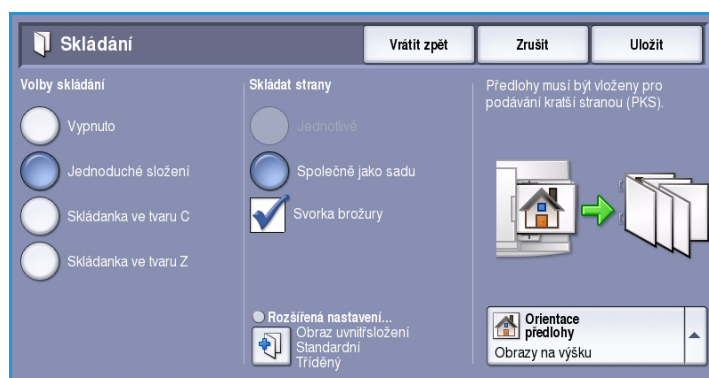 Skládání
Vrátit zpět
Zrušit
Uložit
Volby skládání
Vypnuto
Jednoduché složení
Skládanka ve tvaru C
Skládanka ve tvaru Z
Skládat strany
Jednotlivě
Společně jako sadu
Svorka brožury
Rozšířená nastavení...
Obraz uvnitřsložení
Standardní
Tříděný
Předlohy musí být vloženy pro
podávání kratší stranou (PKS).
Orientace
předlohy
Obrazy na výšku